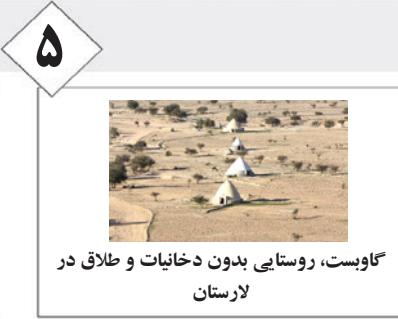 ۵
گاوبست، روستایی بدون دخانیات و طلاق در
لارستان